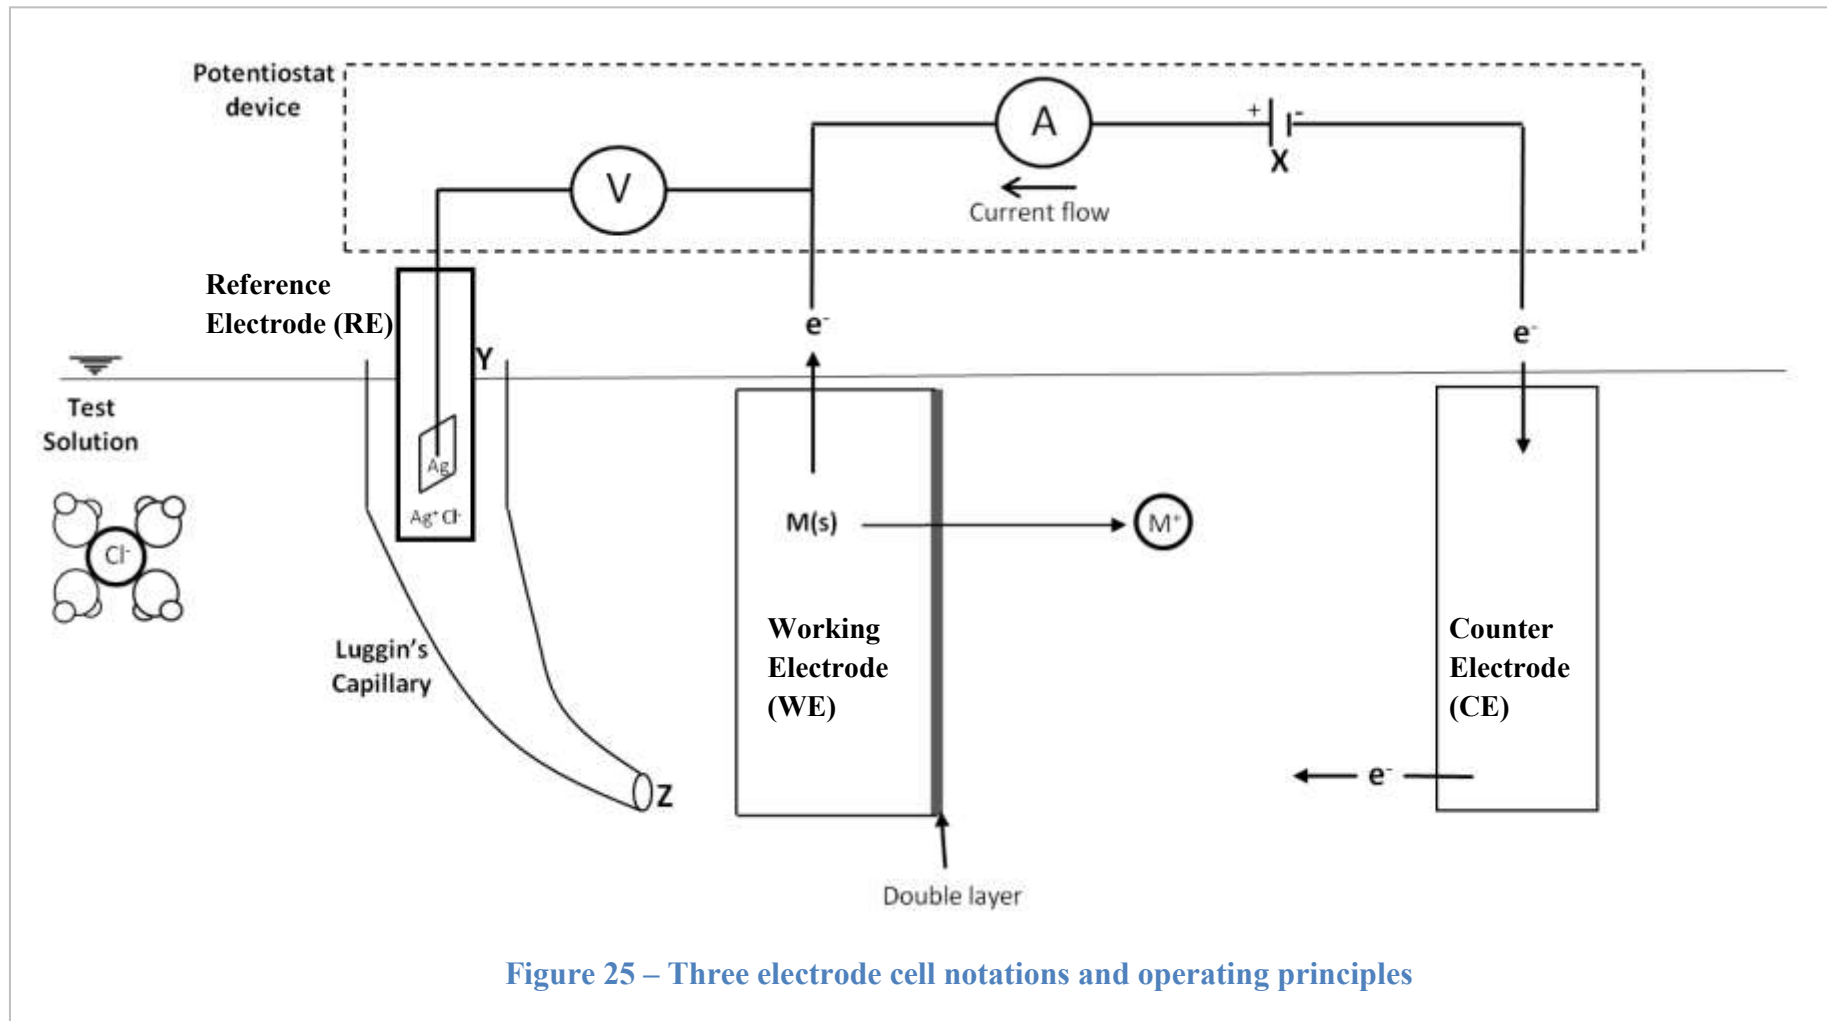 Potentiostat
device
A
+
-
X
V
Current flow
Reference
Electrode (RE)
e-
e-
Y
Test
Solution
Ag
Ag+ Cl-
M(s)
M+
Cl-
Working
Electrode
(WE)
Counter
Electrode
(CE)
Luggin's
Capillary
e-
Z
Double layer
Figure 25 – Three electrode cell notations and operating principles